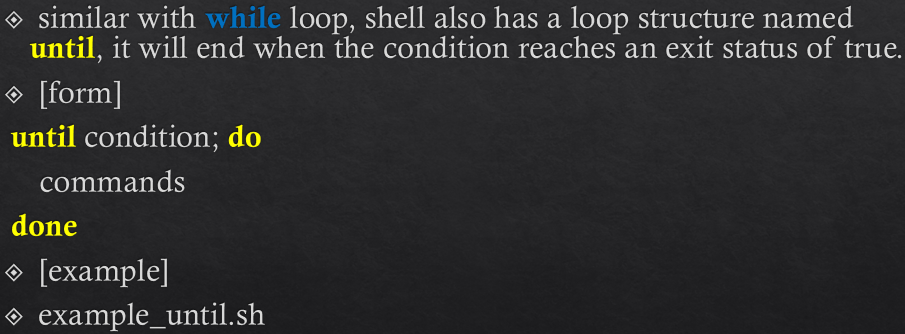 similar with while loop, shell also has a loop structure named
until, it will end when the condition reaches an exit status of true.
[form]
until condition; do
commands
done
[example]
example_until.sh